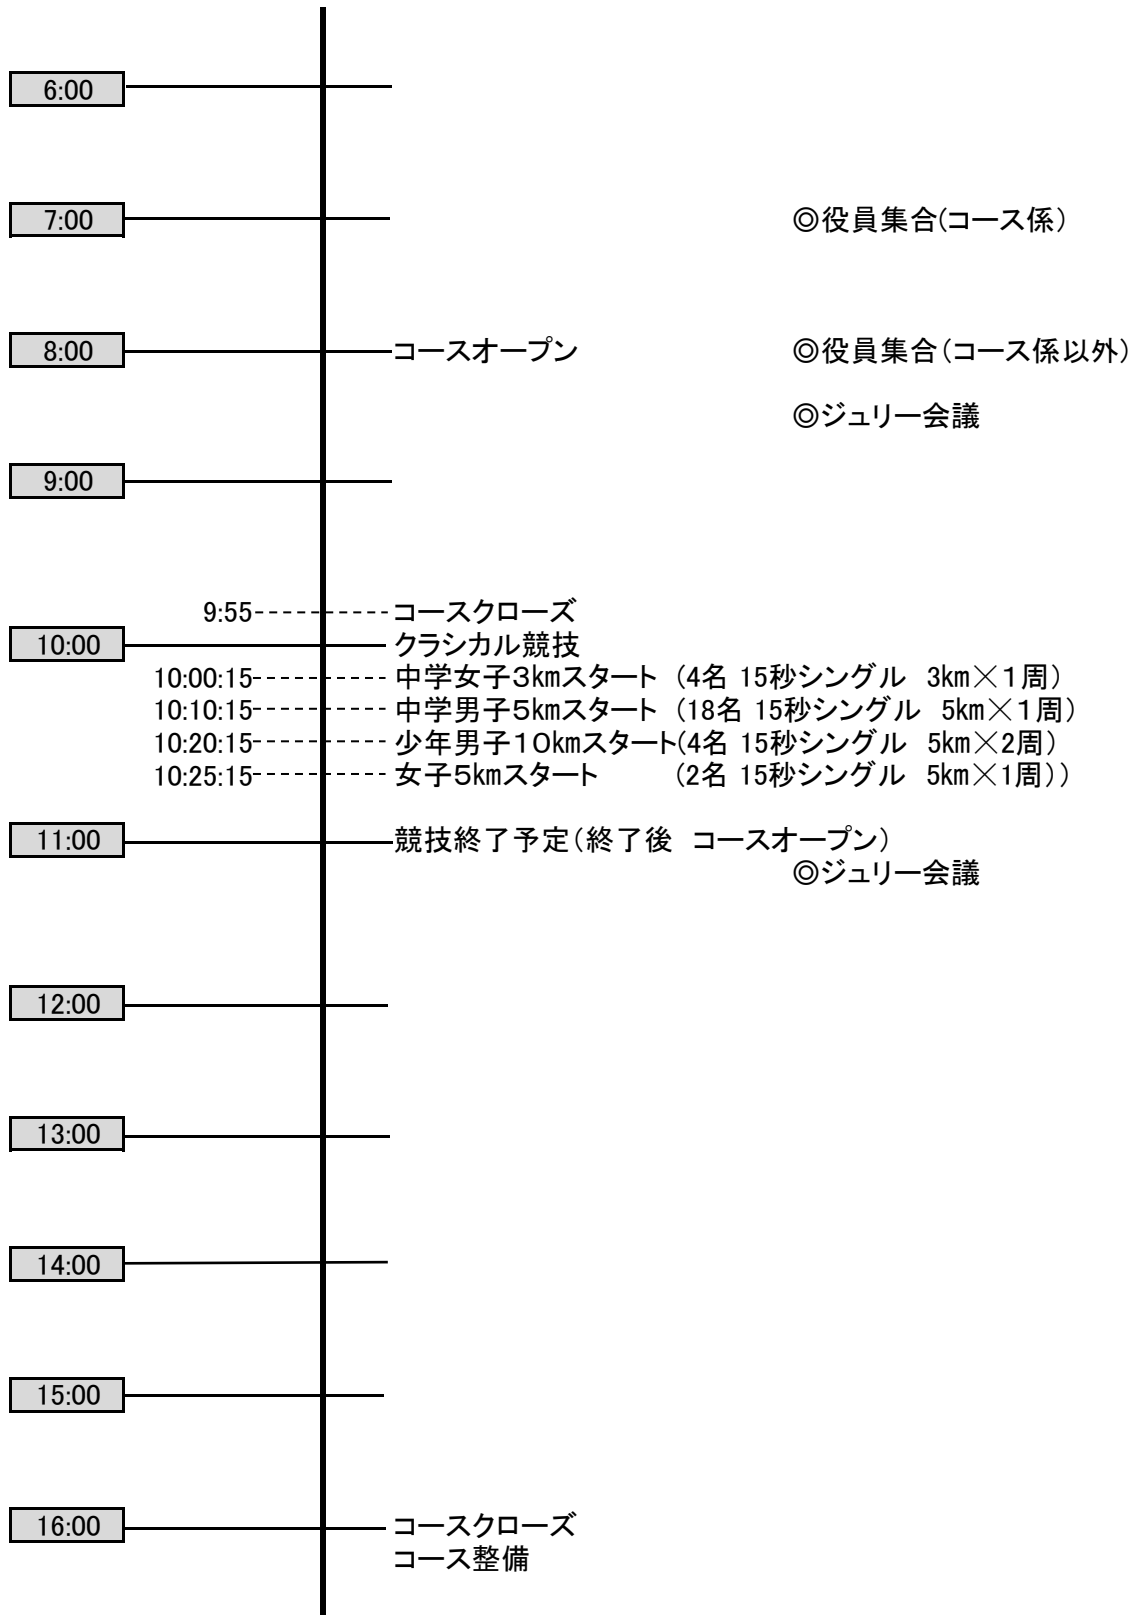 6:00
7:00 ◎役員集合(コース係)
8:00 コースオープン ◎役員集合(コース係以外)
◎ジュリー会議
9:00
9:55 コースクローズ
10:00 クラシカル競技
10:00:15 中学女子3kmスタート (4名 15秒シングル 3km×1周)
10:10:15 中学男子5kmスタート (18名 15秒シングル 5km×1周)
10:20:15 少年男子10kmスタート(4名 15秒シングル 5km×2周)
10:25:15 女子5kmスタート (2名 15秒シングル 5km×1周))
11:00 競技終了予定(終了後 コースオープン)
◎ジュリー会議
12:00
13:00
14:00
15:00
16:00 コースクローズ
コース整備